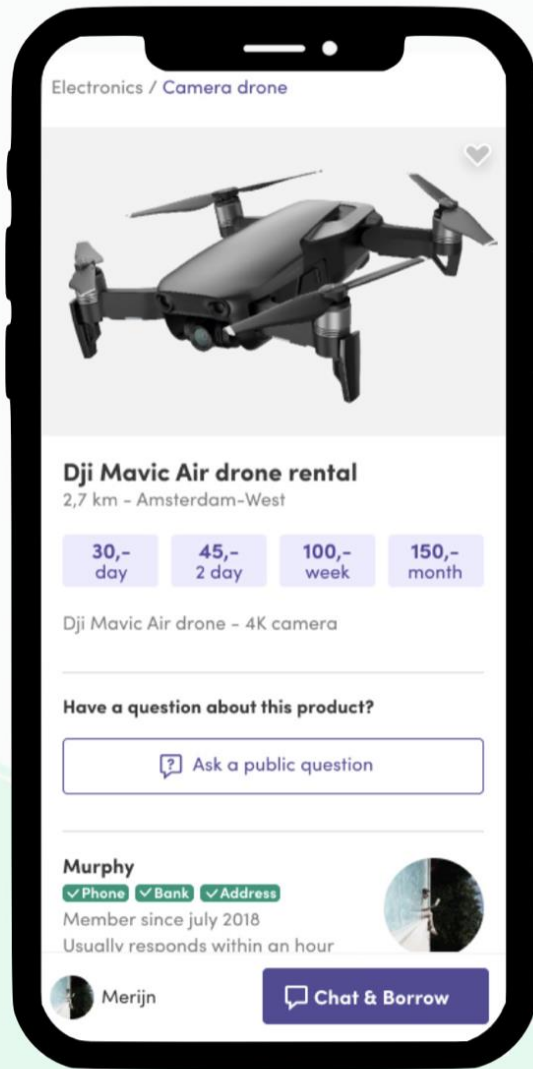 Electronics / Camera drone
Dji Mavic Air drone rental
2,7 km - Amsterdam-West
30,- 45,- 100,- 150,-
day 2 day week month
Dji Mavic Air drone - 4K camera
Have a question about this product?
Ask a public question
Murphy
Phone Bank Address
Member since july 2018
Usually responds within an hour
Merijn Chat & Borrow